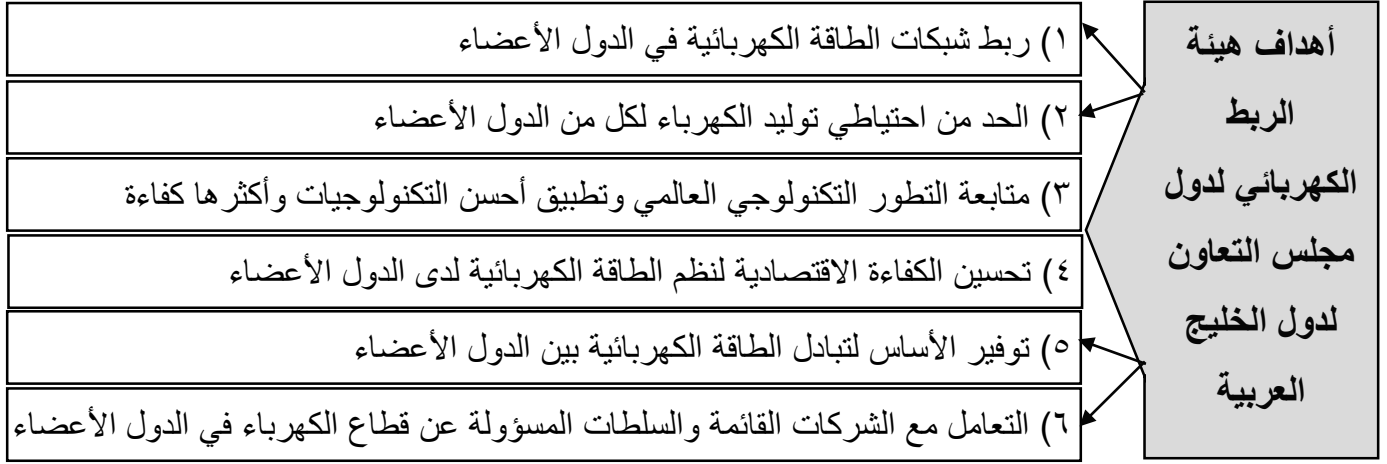 أهداف هيئة
الربط
الكهربائي لدول
مجلس التعاون
لدول الخليج
العربية
١) ربط شبكات الطاقة الكهربائية في الدول الأعضاء
٢) الحد من احتياطي توليد الكهرباء لكل من الدول الأعضاء
٣) متابعة التطور التكنولوجي العالمي وتطبيق أحسن التكنولوجيات وأكثرها كفاءة
٤) تحسين الكفاءة الاقتصادية لنظم الطاقة الكهربائية لدى الدول الأعضاء
٥) توفير الأساس لتبادل الطاقة الكهربائية بين الدول الأعضاء
٦) التعامل مع الشركات القائمة والسلطات المسؤولة عن قطاع الكهرباء في الدول الأعضاء